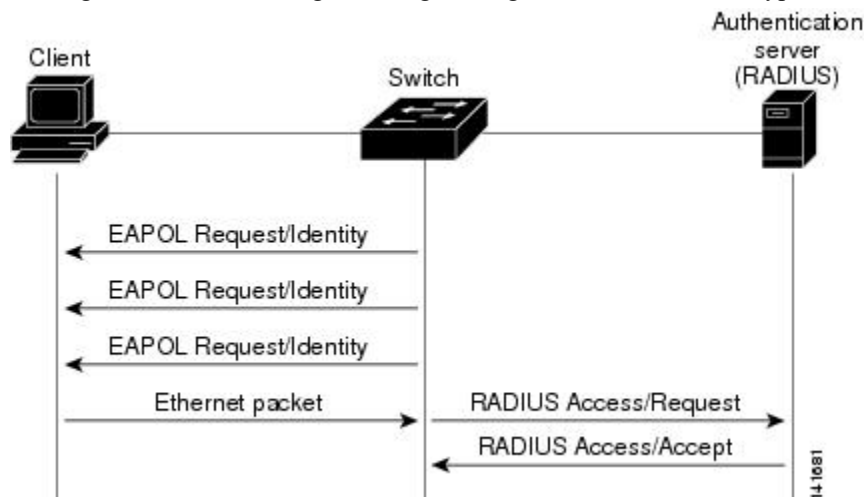 Authentication
server
(RADIUS)
Client
Switch
EAPOL Request/Identity
EAPOL Request/Identity
EAPOL Request/Identity
Ethernet packet
RADIUS Access/Request
RADIUS Access/Accept
141681